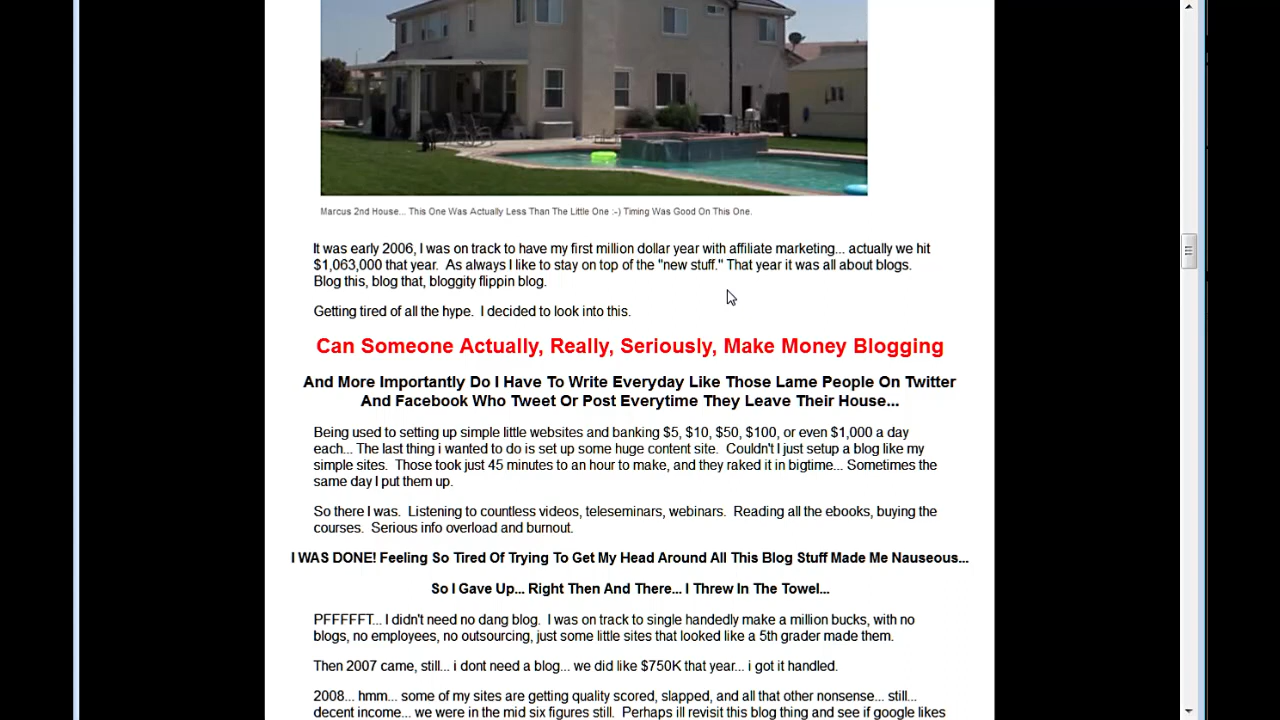 Marcus 2nd House... This One Was Actually Less Than The Little One :-) Timing Was Good On This One.
It was early 2006, I was on track to have my first million dollar year with affiliate marketing... actually we hit
$1,063,000 that year.  As always I like to stay on top of the "new stuff."  That year it was all about blogs.
Blog this, blog that, bloggity flippin blog.
Getting tired of all the hype.  I decided to look into this.
Can Someone Actually, Really, Seriously, Make Money Blogging
And More Importantly Do I Have To Write Everyday Like Those Lame People On Twitter
And Facebook Who Tweet Or Post Everytime They Leave Their House...
Being used to setting up simple little websites and banking $5, $10, $50, $100, or even $1,000 a day
each... The last thing i wanted to do is set up some huge content site.  Couldn't I just setup a blog like my
simple sites.  Those took just 45 minutes to an hour to make, and they raked it in bigtime... Sometimes the
same day I put them up.
So there I was.  Listening to countless videos, teleseminars, webinars.  Reading all the ebooks, buying the
courses.  Serious info overload and burnout.
I WAS DONE! Feeling So Tired Of Trying To Get My Head Around All This Blog Stuff Made Me Nauseous...
So I Gave Up... Right Then And There... I Threw In The Towel...
PFFFFFT... I didn't need no dang blog.  I was on track to single handedly make a million bucks, with no
blogs, no employees, no outsourcing, just some little sites that looked like a 5th grader made them.
Then 2007 came, still... i dont need a blog... we did like $750K that year... i got it handled.
2008... hmm... some of my sites are getting quality scored, slapped, and all that other nonsense... still...
decent income... we were in the mid six figures still.  Perhaps ill revisit this blog thing and see if google likes